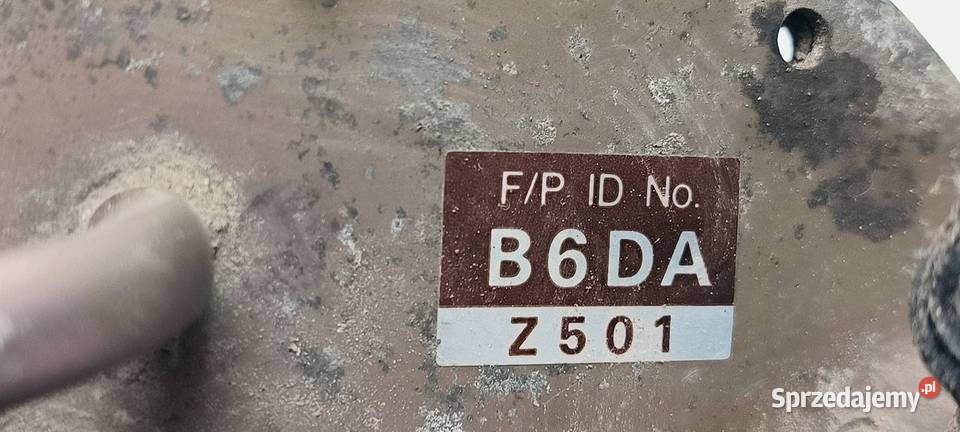 F/P ID No.
B6DA
Z501
Sprzedajemy.pl